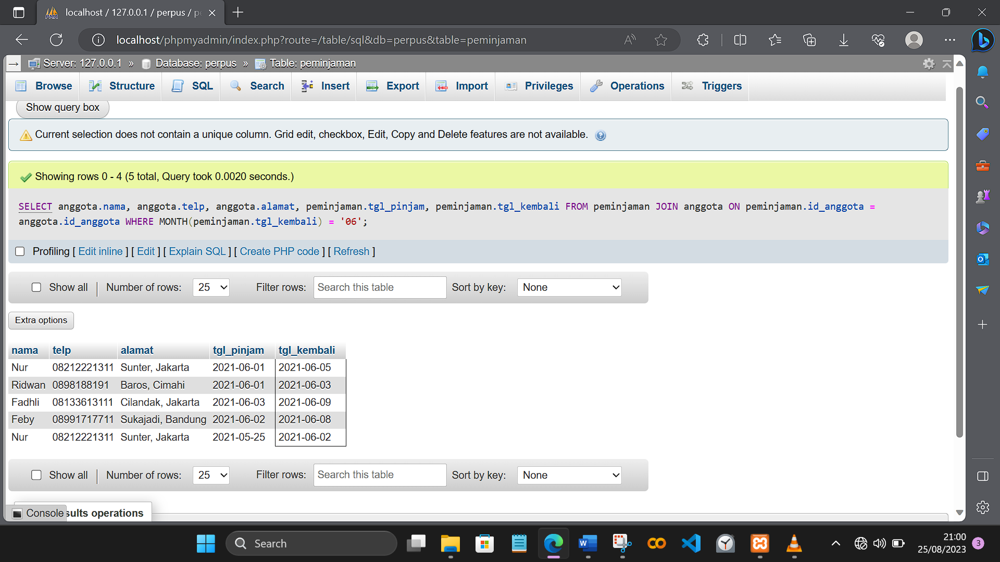 localhost / 127.0.0.1 / perpus / pe
localhost/phpmyadmin/index.php?route=/table/sql&db=perpus&table=peminjaman
Server: 127.0.0.1 » Database: perpus » Table: peminjaman
Browse Structure SQL Search Insert Export Import Privileges Operations Triggers
Show query box
Current selection does not contain a unique column. Grid edit, checkbox, Edit, Copy and Delete features are not available.
Showing rows 0 - 4 (5 total, Query took 0.0020 seconds.)
SELECT anggota.nama, anggota.telp, anggota.alamat, peminjaman.tgl_pinjam, peminjaman.tgl_kembali FROM peminjaman JOIN anggota ON peminjaman.id_anggota =
anggota.id_anggota WHERE MONTH(peminjaman.tgl_kembali) = '06';
Profiling [ Edit inline ] [ Edit ] [ Explain SQL ] [ Create PHP code ] [ Refresh ]
Show all Number of rows: 25 Filter rows: Search this table Sort by key: None
Extra options
nama telp alamat tgl_pinjam tgl_kembali
Nur 08212221311 Sunter, Jakarta 2021-06-01 2021-06-05
Ridwan 0898188191 Baros, Cimahi 2021-06-01 2021-06-03
Fadhli 08133613111 Cilandak, Jakarta 2021-06-03 2021-06-09
Feby 08991717711 Sukajadi, Bandung 2021-06-02 2021-06-08
Nur 08212221311 Sunter, Jakarta 2021-05-25 2021-06-02
Show all Number of rows: 25 Filter rows: Search this table Sort by key: None
Console sults operations
Search
21:00
25/08/2023 3